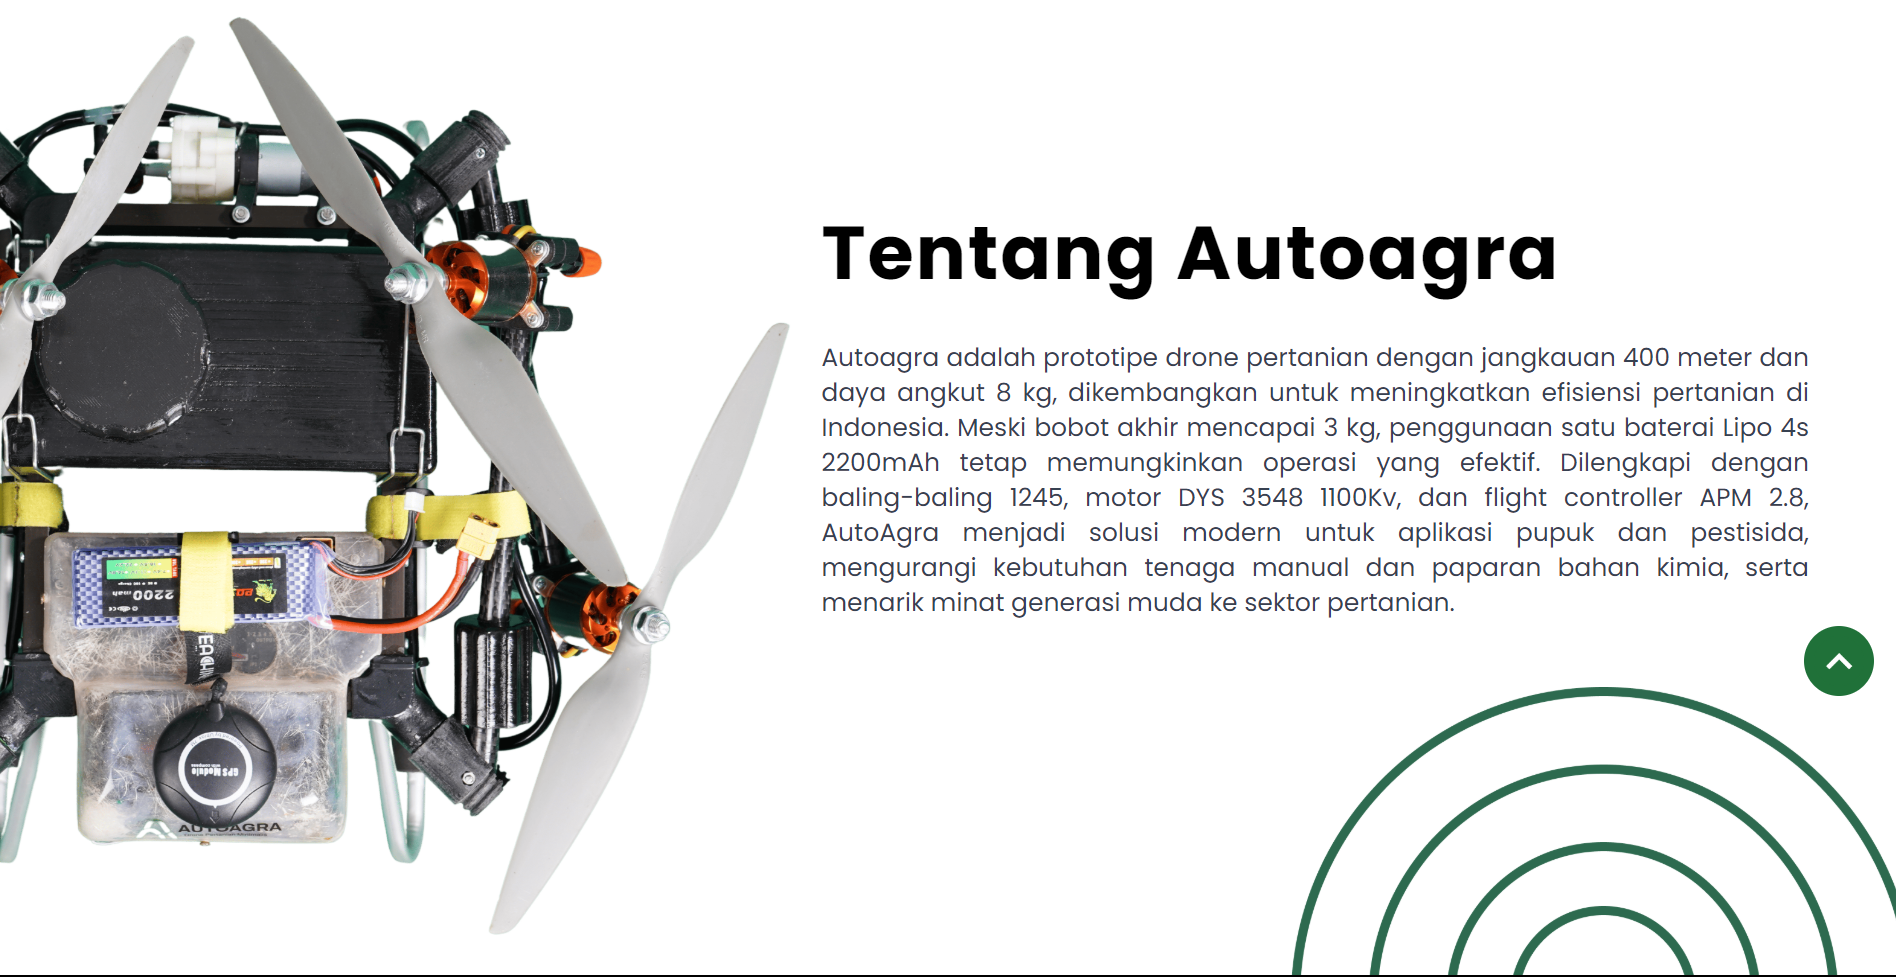 Tentang Autoagra
Autoagra adalah prototipe drone pertanian dengan jangkauan 400 meter dan
daya angkut 8 kg, dikembangkan untuk meningkatkan efisiensi pertanian di
Indonesia. Meski bobot akhir mencapai 3 kg, penggunaan satu baterai Lipo 4s
2200mAh tetap memungkinkan operasi yang efektif. Dilengkapi dengan
baling-baling 1245, motor DYS 3548 1100Kv, dan flight controller APM 2.8,
AutoAgra menjadi solusi modern untuk aplikasi pupuk dan pestisida,
mengurangi kebutuhan tenaga manual dan paparan bahan kimia, serta
menarik minat generasi muda ke sektor pertanian.
2200 mah
GPS Module
with compass
AUTOAGRA